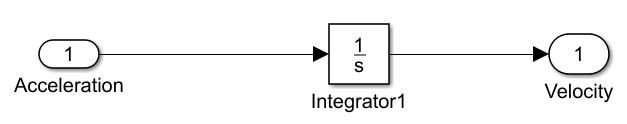 1
Acceleration
1
s
Integrator1
1
Velocity